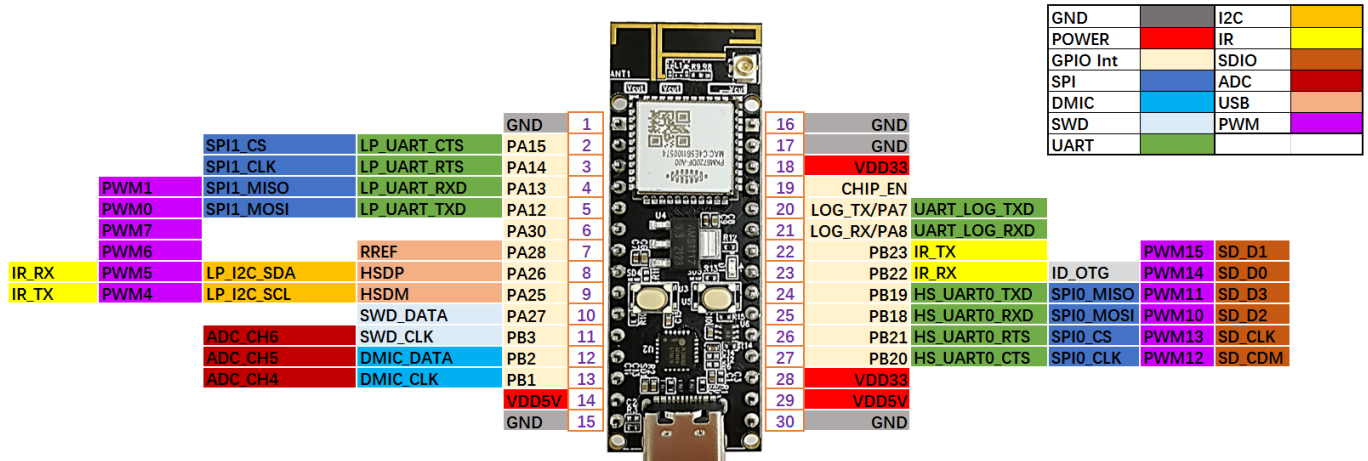 GND I2C
POWER IR
GPIO Int SDIO
SPI ADC
DMIC USB
SWD PWM
UART
ANT1
GND 1
SPI1_CS LP_UART_CTS PA15 2
SPI1_CLK LP_UART_RTS PA14 3
PWM1 SPI1_MISO LP_UART_RXD PA13 4
PWM0 SPI1_MOSI LP_UART_TXD PA12 5
PWM7 PA30 6
PWM6 RREF PA28 7
IR_RX PWM5 LP_I2C_SDA HSDP PA26 8
IR_TX PWM4 LP_I2C_SCL HSDM PA25 9
SWD_DATA PA27 10
ADC_CH6 SWD_CLK PB3 11
ADC_CH5 DMIC_DATA PB2 12
ADC_CH4 DMIC_CLK PB1 13
VDD5V 14
GND 15
16 GND
17 GND
18 VDD33
19 CHIP_EN
20 LOG_TX/PA7 UART_LOG_TXD
21 LOG_RX/PA8 UART_LOG_RXD
22 PB23 IR_TX PWM15 SD_D1
23 PB22 IR_RX ID_OTG PWM14 SD_D0
24 PB19 HS_UART0_TXD SPI0_MISO PWM11 SD_D3
25 PB18 HS_UART0_RXD SPI0_MOSI PWM10 SD_D2
26 PB21 HS_UART0_RTS SPI0_CS PWM13 SD_CLK
27 PB20 HS_UART0_CTS SPI0_CLK PWM12 SD_CDM
28 VDD33
29 VDD5V
30 GND
U4
AMS1117